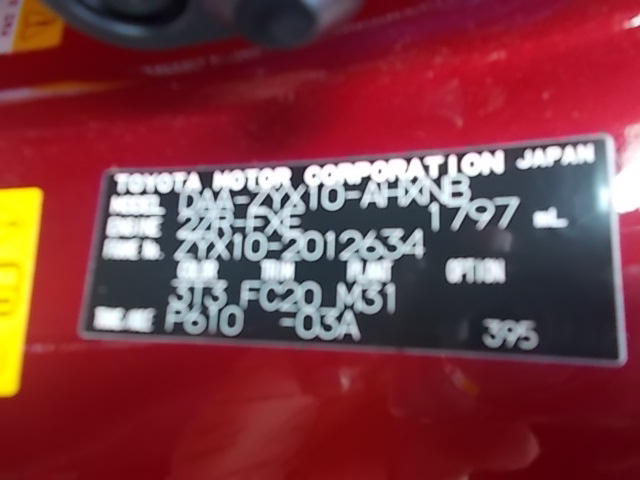 TOYOTA MOTOR CORPORATION JAPAN
MODEL DAA-ZYX10-AHXNB
ENGINE 2ZR-FXE 1797 mL
FRAME No. ZYX10-2012634
COLOR TRIM PLANT OPTION
3T3 FC20 M31
TRANS/AXLE P610 -03A 395